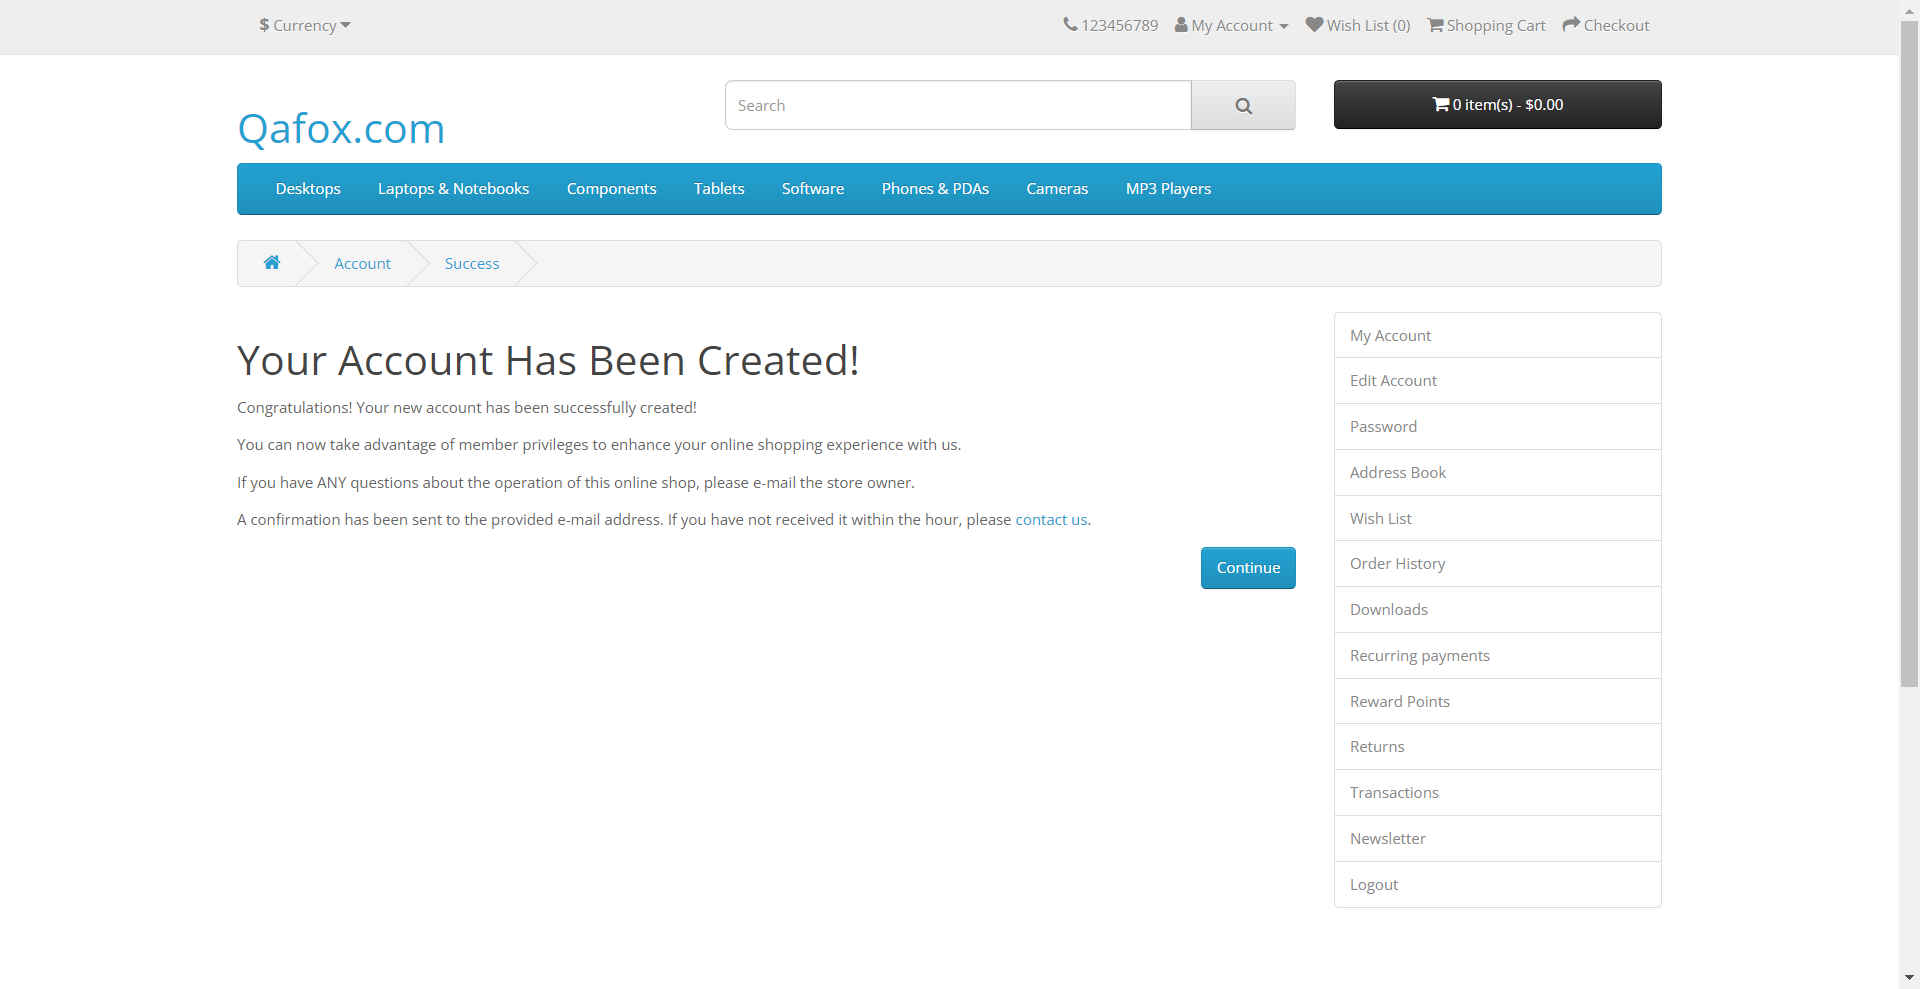 $ Currency
123456789 My Account Wish List (0) Shopping Cart Checkout
Qafox.com
Search
0 item(s) - $0.00
Desktops Laptops & Notebooks Components Tablets Software Phones & PDAs Cameras MP3 Players
Account Success
Your Account Has Been Created!
Congratulations! Your new account has been successfully created!
You can now take advantage of member privileges to enhance your online shopping experience with us.
If you have ANY questions about the operation of this online shop, please e-mail the store owner.
A confirmation has been sent to the provided e-mail address. If you have not received it within the hour, please contact us.
Continue
My Account
Edit Account
Password
Address Book
Wish List
Order History
Downloads
Recurring payments
Reward Points
Returns
Transactions
Newsletter
Logout